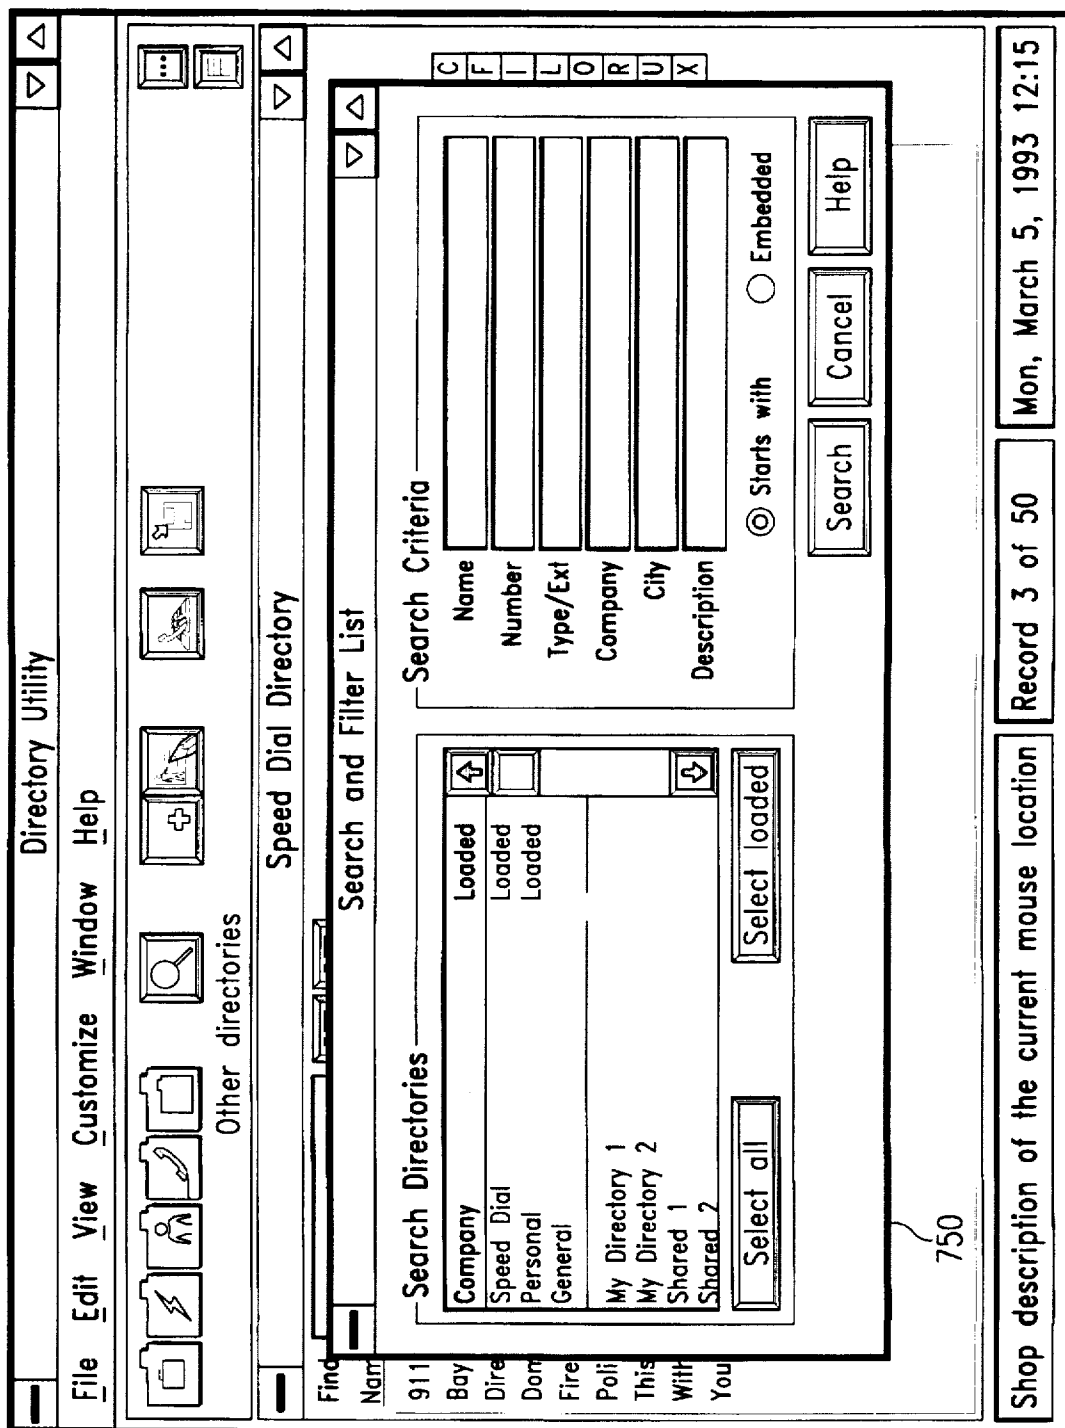 Directory Utility
File Edit View Customize Window Help
Other directories
Speed Dial Directory
Find
Nam
911
Bay
Dire
Dom
Fire
Poli
This
With
You
C
F
I
L
O
R
U
X
Search and Filter List
Search Directories
Company Loaded
Speed Dial Loaded
Personal Loaded
General
My Directory 1
My Directory 2
Shared 1
Shared 2
Select all
Select loaded
Search Criteria
Name
Number
Type/Ext
Company
City
Description
Starts with
Embedded
Search
Cancel
Help
750
Shop description of the current mouse location
Record 3 of 50
Mon, March 5, 1993 12:15